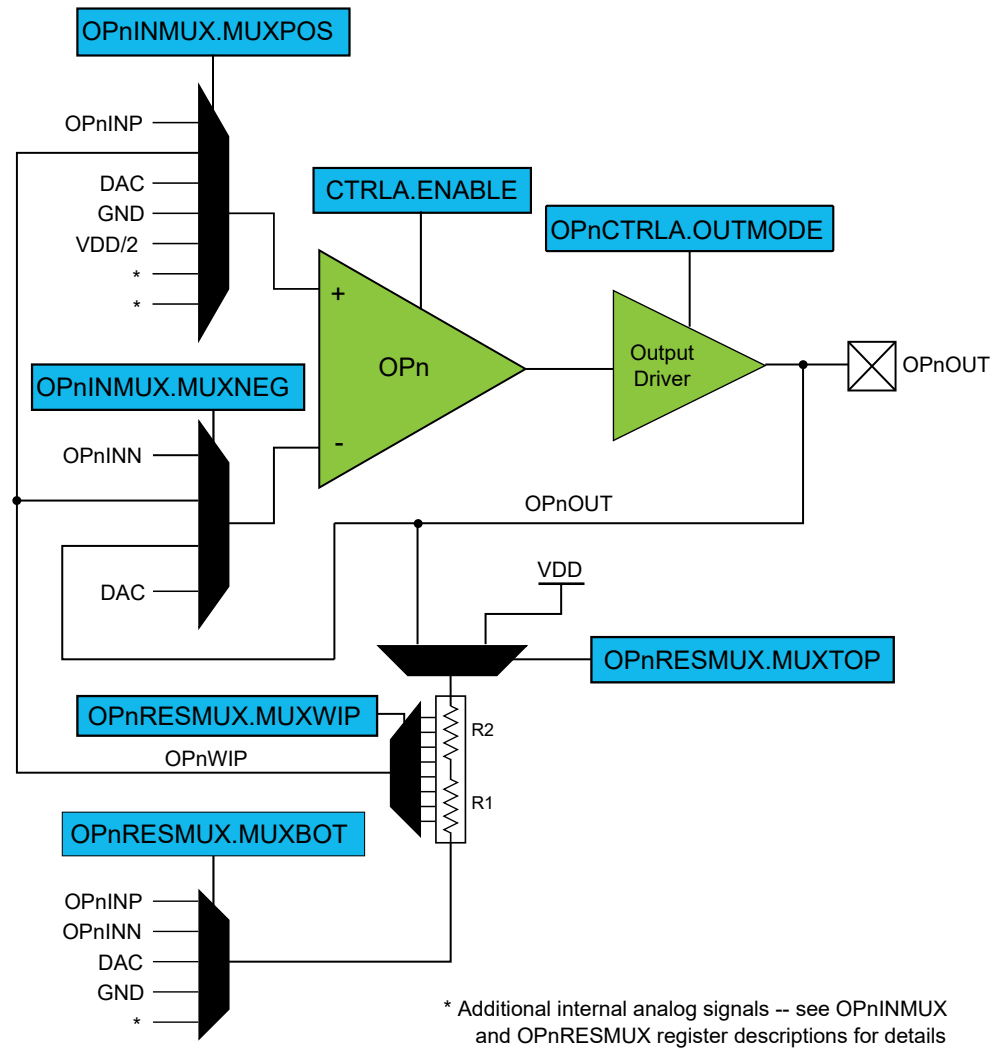 OPnINMUX.MUXPOS
OPnINP
DAC
GND
VDD/2
*
*
CTRLA.ENABLE
OPnCTRLA.OUTMODE
+
OPn
-
Output
Driver
OPnOUT
OPnINMUX.MUXNEG
OPnINN
DAC
OPnOUT
VDD
OPnRESMUX.MUXTOP
OPnRESMUX.MUXWIP
OPnWIP
R2
R1
OPnRESMUX.MUXBOT
OPnINP
OPnINN
DAC
GND
*
* Additional internal analog signals -- see OPnINMUX
and OPnRESMUX register descriptions for details